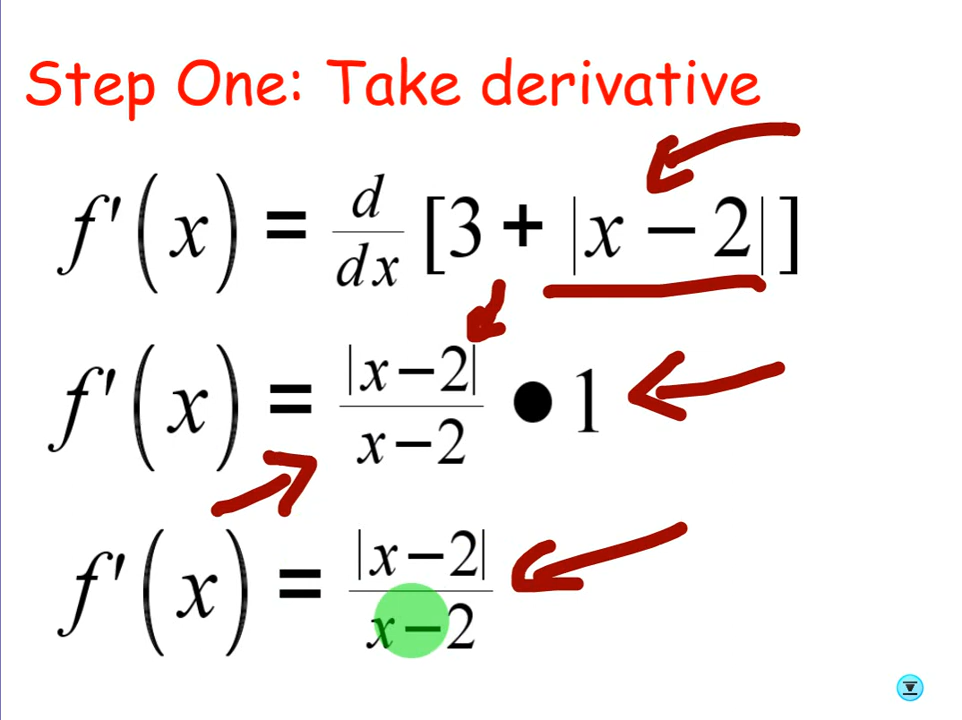 Step One: Take derivative
f'(x) = d/dx [3 + |x − 2|]
f'(x) = |x−2|/x−2 • 1
f'(x) = |x−2|/x−2